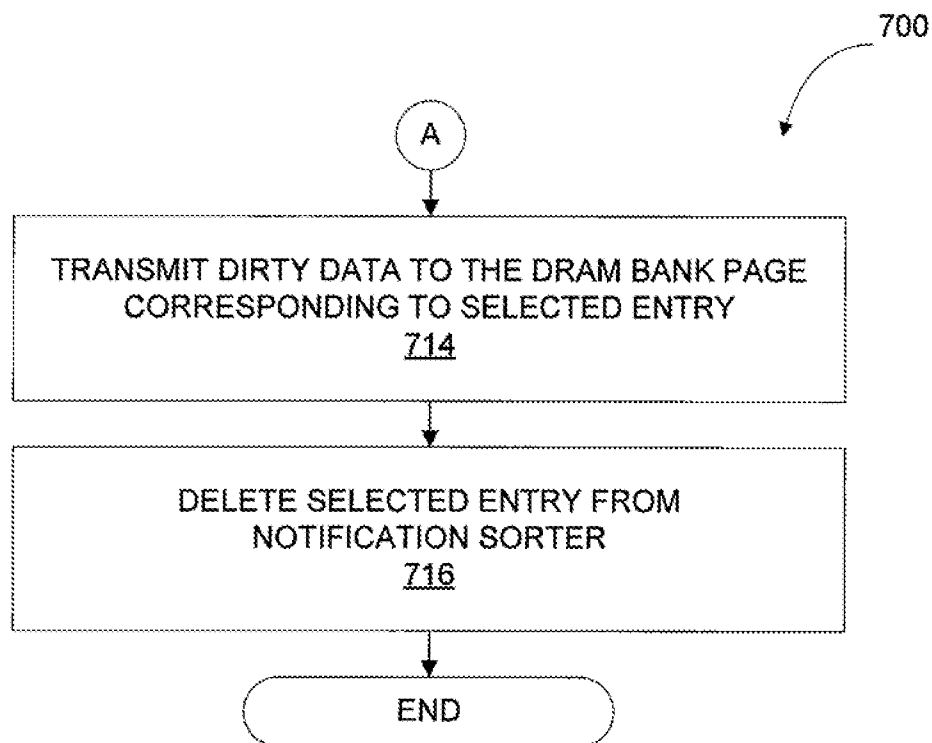 700
A
TRANSMIT DIRTY DATA TO THE DRAM BANK PAGE
CORRESPONDING TO SELECTED ENTRY
714
DELETE SELECTED ENTRY FROM
NOTIFICATION SORTER
716
END